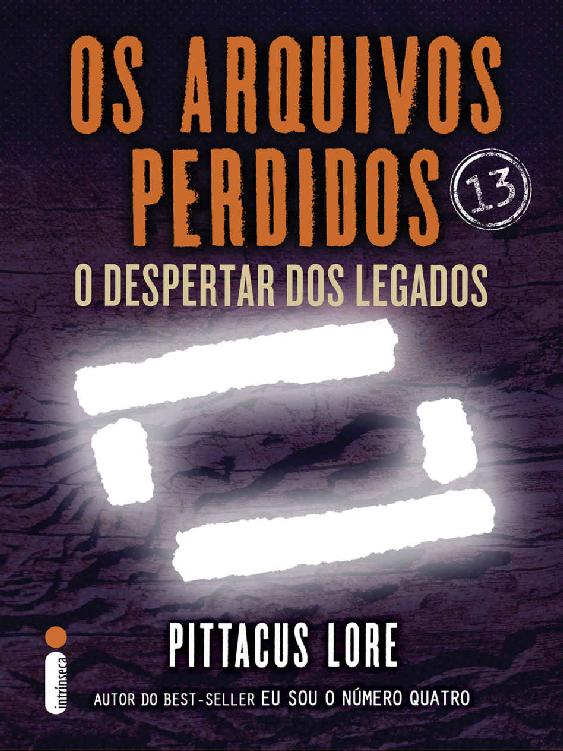 OS ARQUIVOS
PERDIDOS
13
O DESPERTAR DOS LEGADOS
PITTACUS LORE
intrínseca
AUTOR DO BEST-SELLER EU SOU O NÚMERO QUATRO